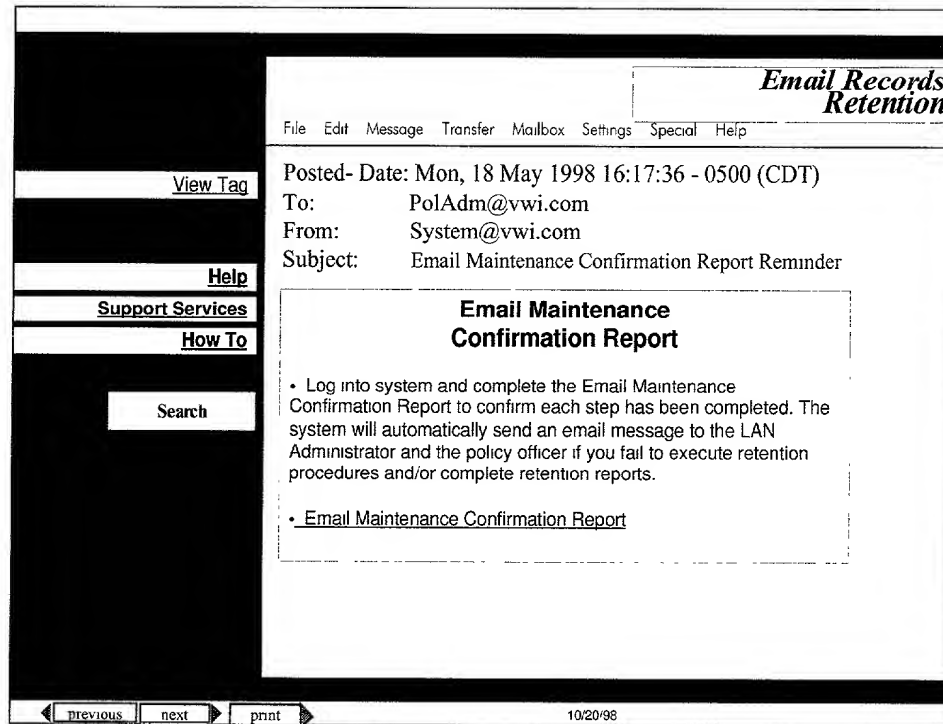 Email Records
Retention
File Edit Message Transfer Mailbox Settings Special Help
View Tag
Help
Support Services
How To
Search
Posted- Date: Mon, 18 May 1998 16:17:36 - 0500 (CDT)
To: PolAdm@vwi.com
From: System@vwi.com
Subject: Email Maintenance Confirmation Report Reminder
Email Maintenance
Confirmation Report
• Log into system and complete the Email Maintenance
Confirmation Report to confirm each step has been completed. The
system will automatically send an email message to the LAN
Administrator and the policy officer if you fail to execute retention
procedures and/or complete retention reports.
• Email Maintenance Confirmation Report
previous next print 10/20/98